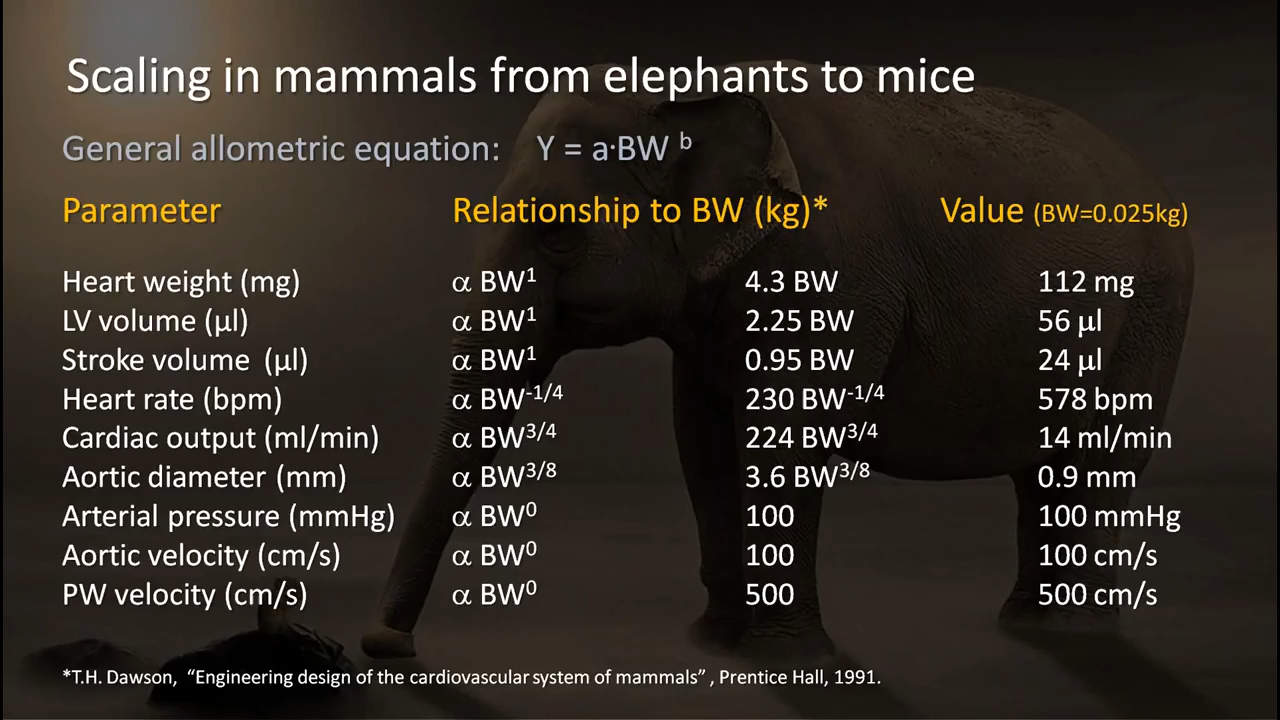 Scaling in mammals from elephants to mice
General allometric equation: Y = a·BW ᵇ
Parameter Relationship to BW (kg)* Value (BW=0.025kg)
Heart weight (mg) α BW¹ 4.3 BW 112 mg
LV volume (μl) α BW¹ 2.25 BW 56 μl
Stroke volume (μl) α BW¹ 0.95 BW 24 μl
Heart rate (bpm) α BW⁻¹/⁴ 230 BW⁻¹/⁴ 578 bpm
Cardiac output (ml/min) α BW³/⁴ 224 BW³/⁴ 14 ml/min
Aortic diameter (mm) α BW³/⁸ 3.6 BW³/⁸ 0.9 mm
Arterial pressure (mmHg) α BW⁰ 100 100 mmHg
Aortic velocity (cm/s) α BW⁰ 100 100 cm/s
PW velocity (cm/s) α BW⁰ 500 500 cm/s
*T.H. Dawson, “Engineering design of the cardiovascular system of mammals” , Prentice Hall, 1991.